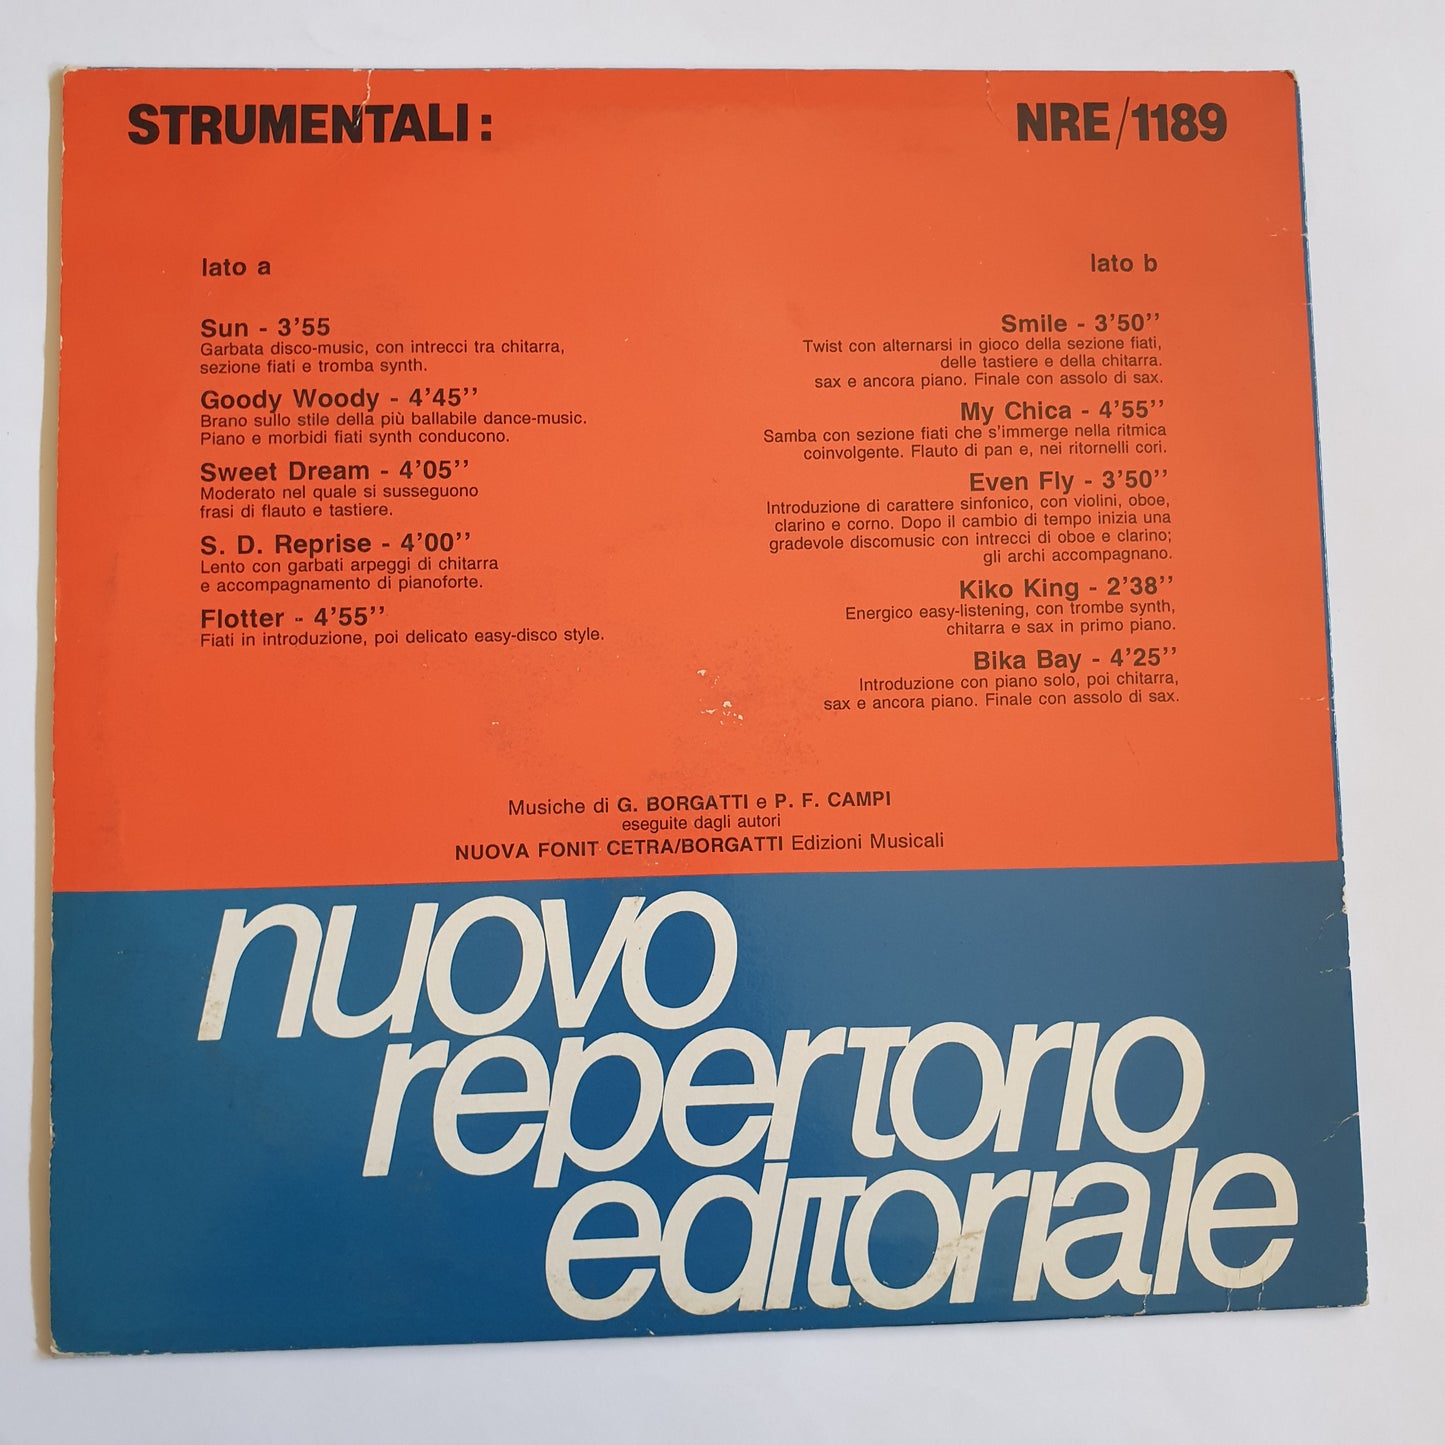 STRUMENTALI:
NRE/1189
lato a
Sun - 3'55
Garbata disco-music, con intrecci tra chitarra,
sezione fiati e tromba synth.
Goody Woody - 4'45''
Brano sullo stile della più ballabile dance-music.
Piano e morbidi fiati synth conducono.
Sweet Dream - 4'05''
Moderato nel quale si susseguono
frasi di flauto e tastiere.
S. D. Reprise - 4'00''
Lento con garbati arpeggi di chitarra
e accompagnamento di pianoforte.
Flotter - 4'55''
Fiati in introduzione, poi delicato easy-disco style.
lato b
Smile - 3'50''
Twist con alternarsi in gioco della sezione fiati,
delle tastiere e della chitarra.
sax e ancora piano. Finale con assolo di sax.
My Chica - 4'55''
Samba con sezione fiati che s'immerge nella ritmica
coinvolgente. Flauto di pan e, nei ritornelli cori.
Even Fly - 3'50''
Introduzione di carattere sinfonico, con violini, oboe,
clarino e corno. Dopo il cambio di tempo inizia una
gradevole discomusic con intrecci di oboe e clarino;
gli archi accompagnano.
Kiko King - 2'38''
Energico easy-listening, con trombe synth,
chitarra e sax in primo piano.
Bika Bay - 4'25''
Introduzione con piano solo, poi chitarra,
sax e ancora piano. Finale con assolo di sax.
Musiche di G. BORGATTI e P. F. CAMPI
eseguite dagli autori
NUOVA FONIT CETRA/BORGATTI Edizioni Musicali
nuovo
repertorio
editoriale